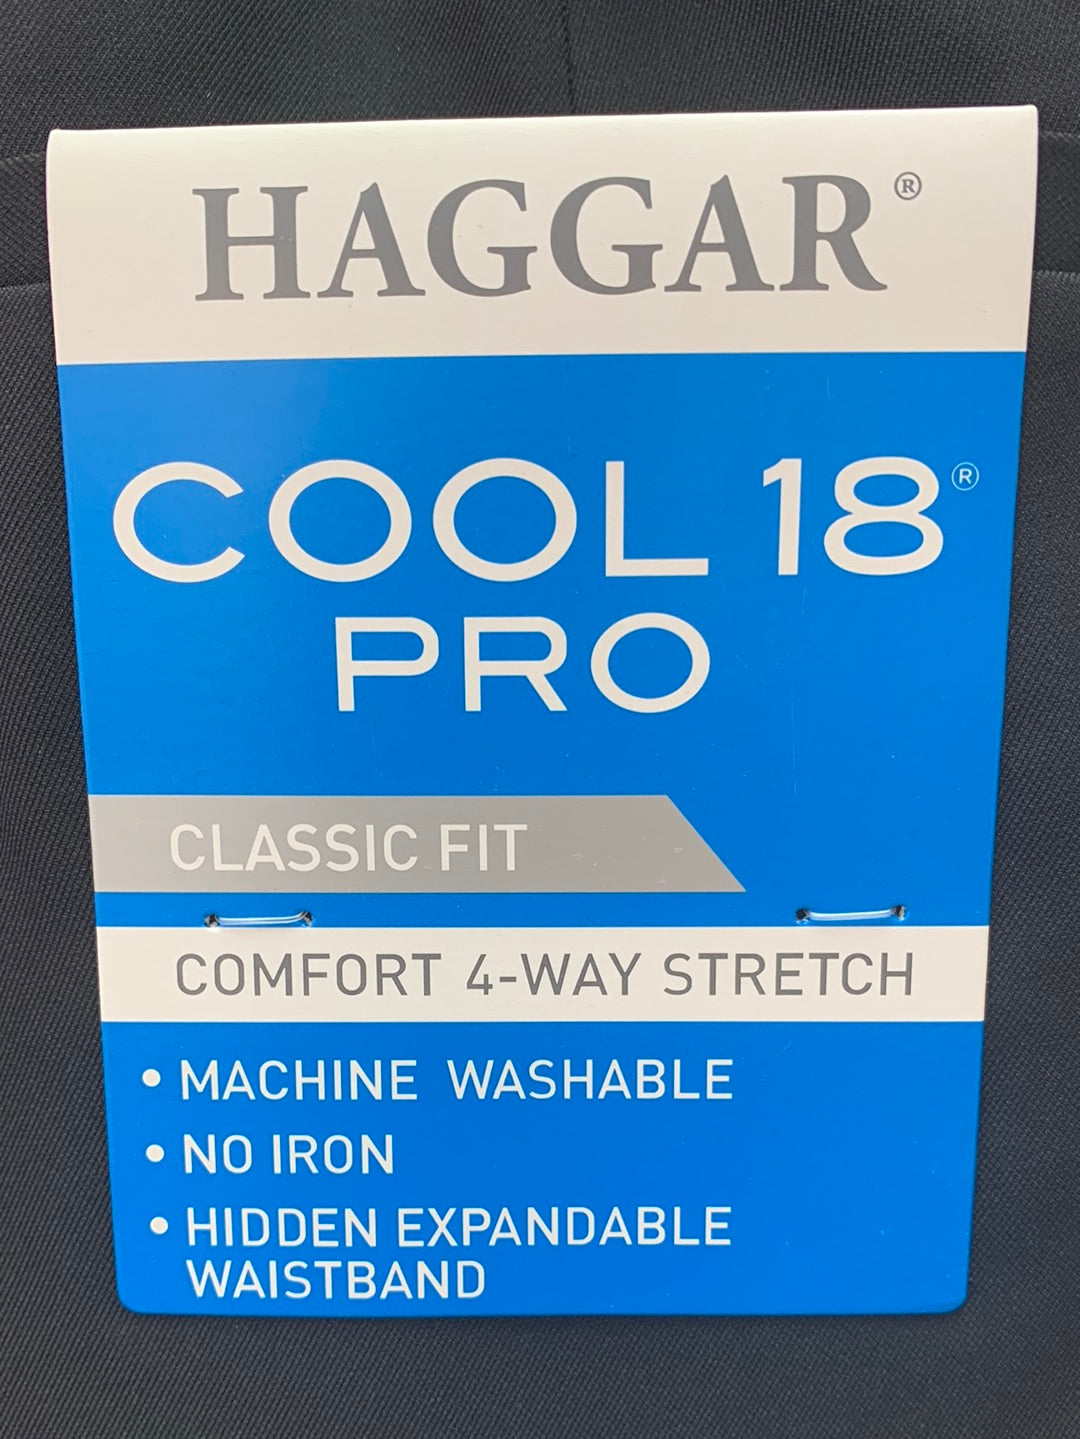 HAGGAR®
COOL 18®
PRO
CLASSIC FIT
COMFORT 4-WAY STRETCH
• MACHINE WASHABLE
• NO IRON
• HIDDEN EXPANDABLE
WAISTBAND